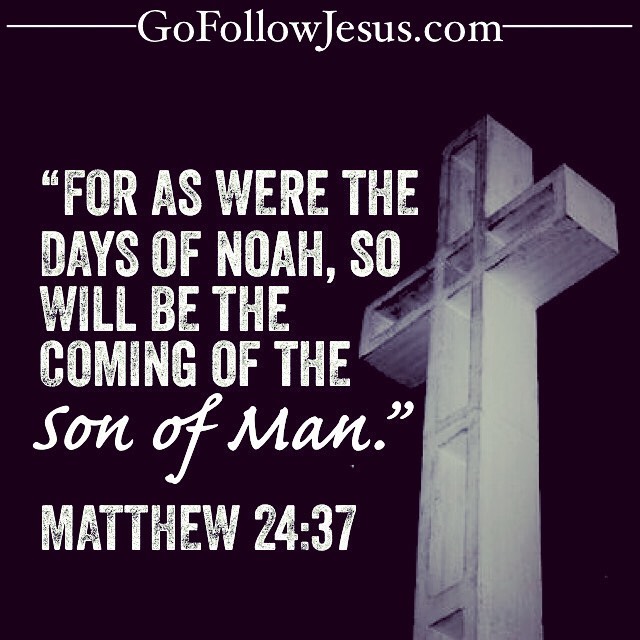 GoFollowJesus.com
“FOR AS WERE THE
DAYS OF NOAH, SO
WILL BE THE
COMING OF THE
Son of Man.”
MATTHEW 24:37